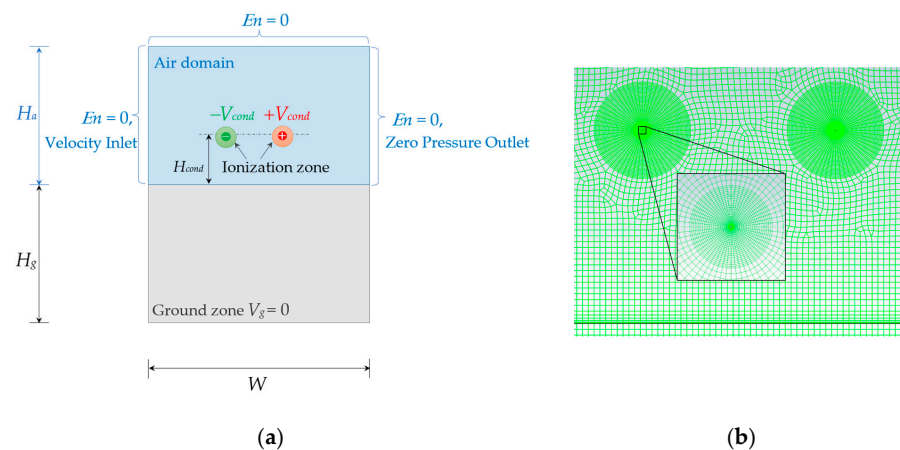 En = 0
Air domain
−Vcond +Vcond
Ha
En = 0,
Velocity Inlet
En = 0,
Zero Pressure Outlet
Hcond
Ionization zone
Hg
Ground zone Vg = 0
W
(a)
(b)